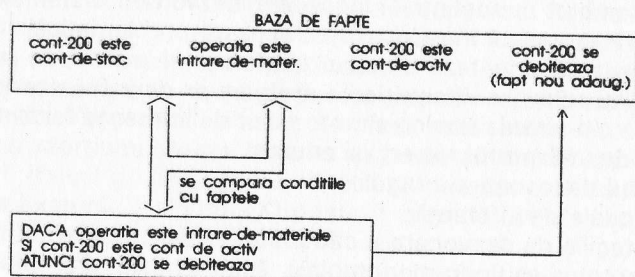 BAZA DE FAPTE
cont-200 este
cont-de-stoc
operatia este
intrare-de-mater.
cont-200 este
cont-de-activ
cont-200 se
debiteaza
(fapt nou adaug.)
se compara conditiile
cu faptele
DACA operatia este intrare-de-materiale
SI cont-200 este cont de activ
ATUNCI cont-200 se debiteaza